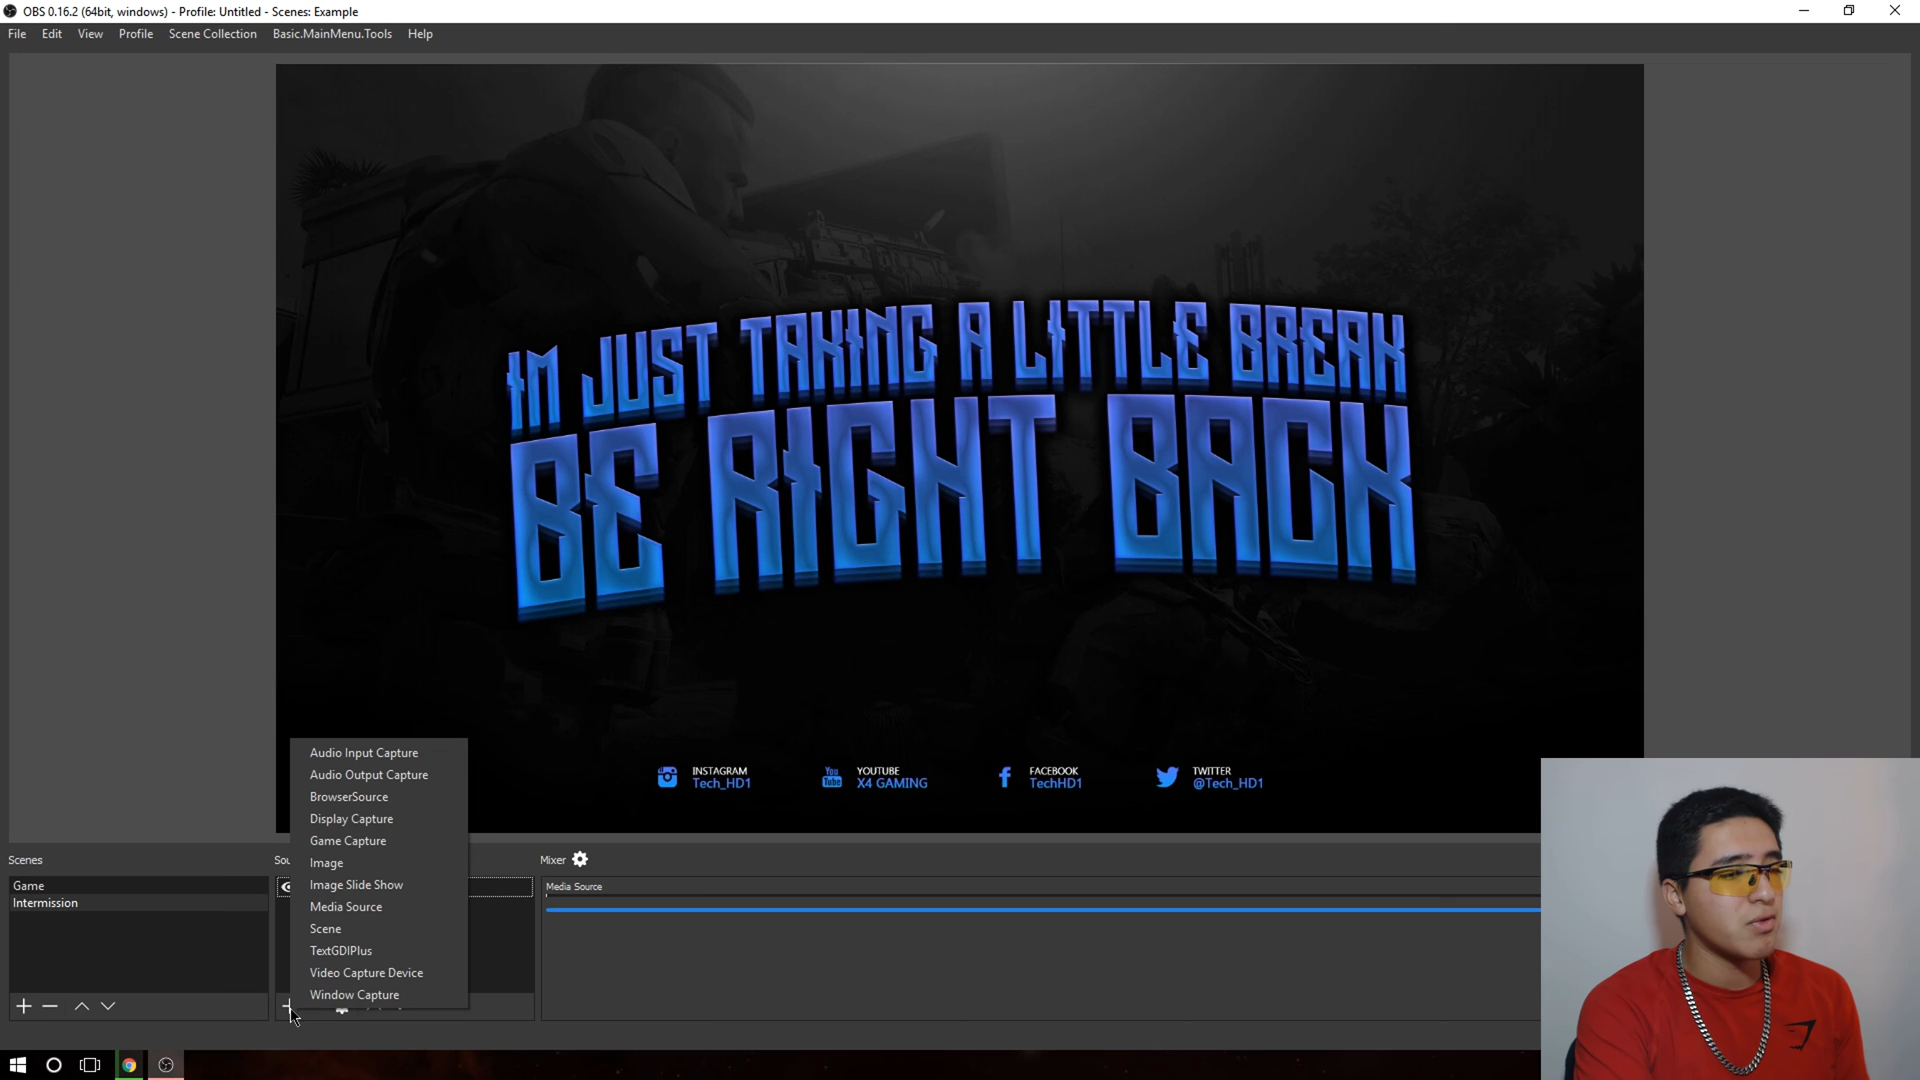 OBS 0.16.2 (64bit, windows) - Profile: Untitled - Scenes: Example
File Edit View Profile Scene Collection Basic.MainMenu.Tools Help
IM JUST TAKING A LITTLE BREAK
BE RIGHT BACK
INSTAGRAM
Tech_HD1
You
Tube
YOUTUBE
X4 GAMING
FACEBOOK
TechHD1
TWITTER
@Tech_HD1
Audio Input Capture
Audio Output Capture
BrowserSource
Display Capture
Game Capture
Image
Image Slide Show
Media Source
Scene
TextGDIPlus
Video Capture Device
Window Capture
Scenes
Game
Intermission
Sou
Mixer
Media Source